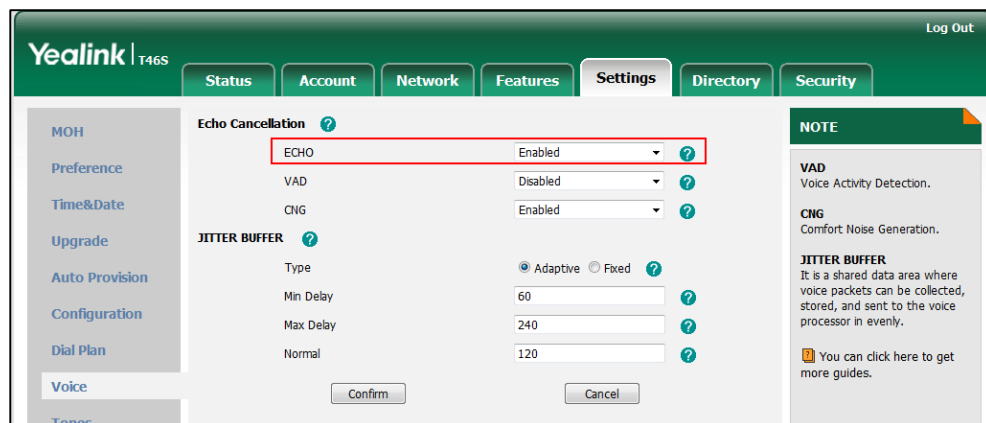 Log Out
Yealink T46S
Status Account Network Features Settings Directory Security
MOH
Preference
Time&Date
Upgrade
Auto Provision
Configuration
Dial Plan
Voice
Tones
Echo Cancellation ?
ECHO Enabled ?
VAD Disabled ?
CNG Enabled ?
JITTER BUFFER ?
Type Adaptive Fixed ?
Min Delay 60 ?
Max Delay 240 ?
Normal 120 ?
Confirm Cancel
NOTE
VAD
Voice Activity Detection.
CNG
Comfort Noise Generation.
JITTER BUFFER
It is a shared data area where
voice packets can be collected,
stored, and sent to the voice
processor in evenly.
? You can click here to get
more guides.